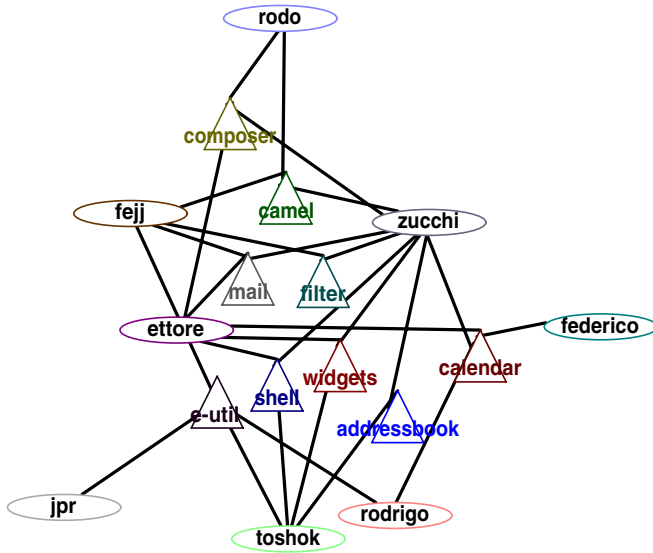 rodo
composer
fejj
camel
zucchi
mail
filter
ettore
federico
calendar
widgets
shell
e-util
addressbook
jpr
rodrigo
toshok